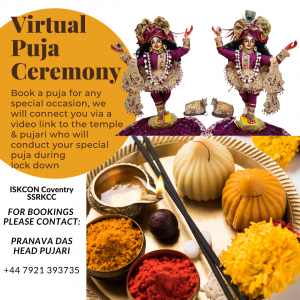 Virtual
Puja
Ceremony
Book a puja for any
special occasion, we
will connect you via a
video link to the temple
& pujari who will
conduct your special
puja during
lock down
ISKCON Coventry
SSRKCC
FOR BOOKINGS
PLEASE CONTACT:
PRANAVA DAS
HEAD PUJARI
+44 7921 393735